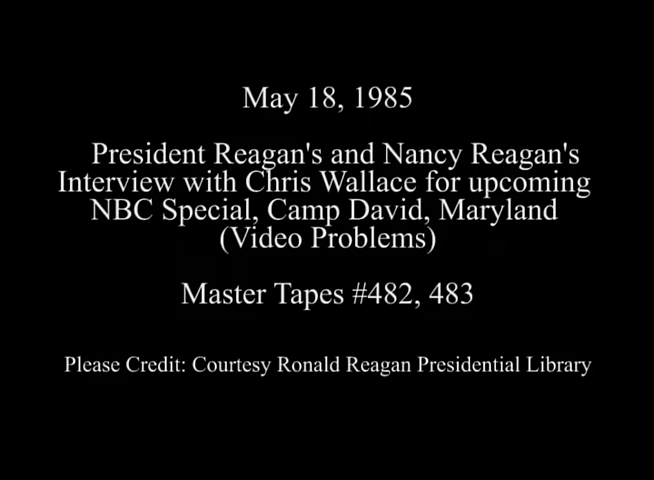 May 18, 1985
President Reagan's and Nancy Reagan's
Interview with Chris Wallace for upcoming
NBC Special, Camp David, Maryland
(Video Problems)
Master Tapes #482, 483
Please Credit: Courtesy Ronald Reagan Presidential Library